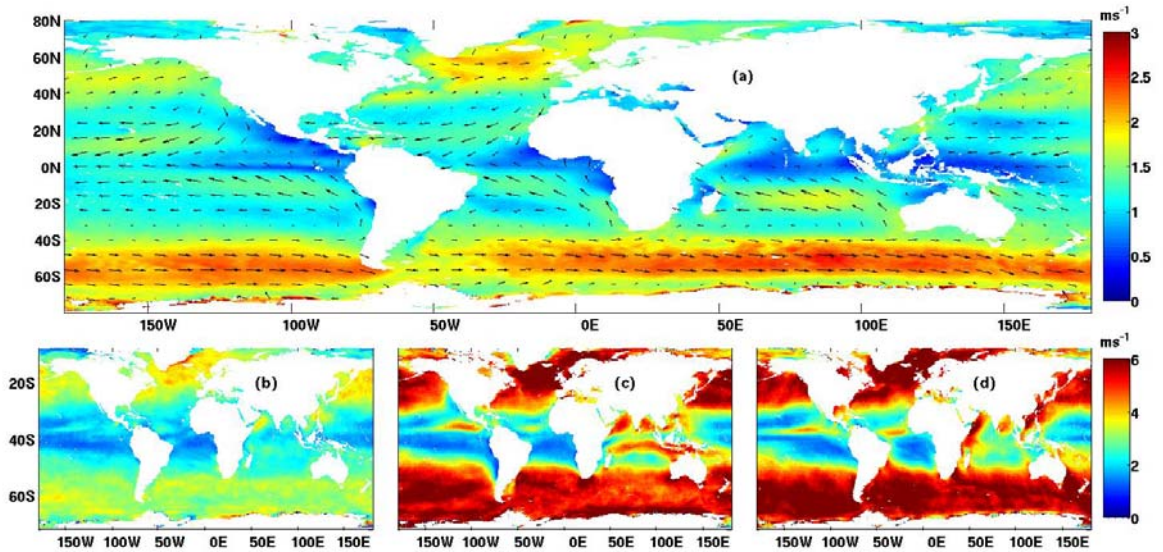 80N
60N
40N
20N
0N
20S
40S
60S
(a)
ms⁻¹
3
2.5
2
1.5
1
0.5
0
150W 100W 50W 0E 50E 100E 150E
20S
40S
60S
(b) (c) (d)
ms⁻¹
6
4
2
0
150W 100W 50W 0E 50E 100E 150E 150W 100W 50W 0E 50E 100E 150E 150W 100W 50W 0E 50E 100E 150E